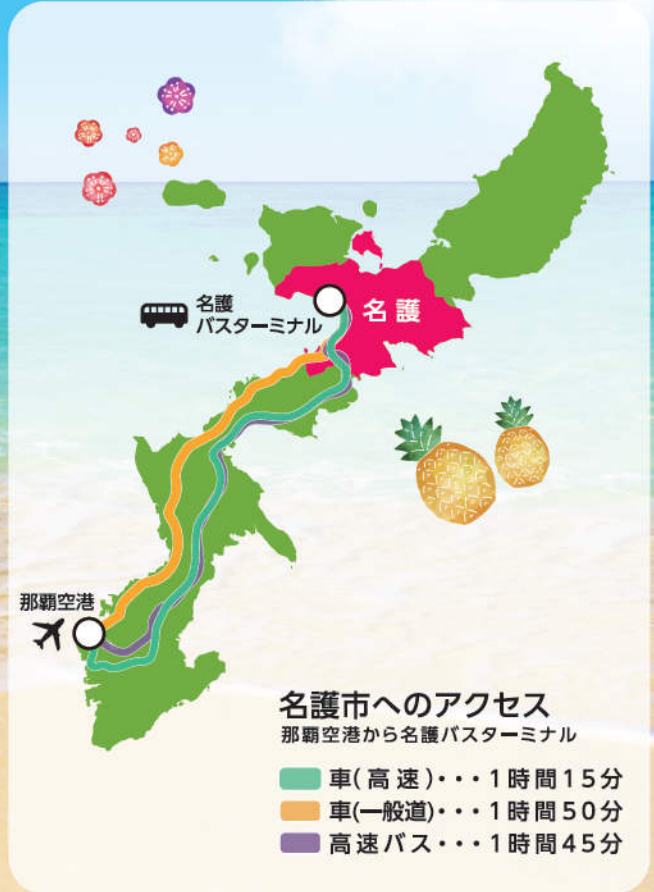 名護
バスターミナル
名護
那覇空港
名護市へのアクセス
那覇空港から名護バスターミナル
車(高速)・・・1時間15分
車(一般道)・・・1時間50分
高速バス・・・1時間45分